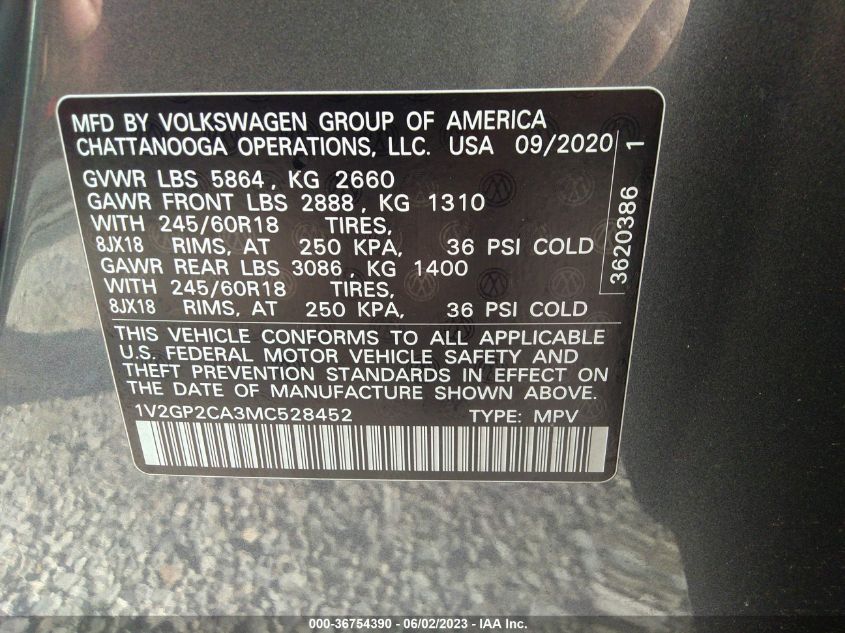 MFD BY VOLKSWAGEN GROUP OF AMERICA
CHATTANOOGA OPERATIONS, LLC. USA 09/2020
GVWR LBS 5864, KG 2660
GAWR FRONT LBS 2888, KG 1310
WITH 245/60R18 TIRES,
8JX18 RIMS, AT 250 KPA, 36 PSI COLD
GAWR REAR LBS 3086, KG 1400
WITH 245/60R18 TIRES,
8JX18 RIMS, AT 250 KPA, 36 PSI COLD
3620386 1
THIS VEHICLE CONFORMS TO ALL APPLICABLE
U.S. FEDERAL MOTOR VEHICLE SAFETY AND
THEFT PREVENTION STANDARDS IN EFFECT ON
THE DATE OF MANUFACTURE SHOWN ABOVE.
1V2GP2CA3MC528452 TYPE: MPV
000-36754390 - 06/02/2023 - IAA Inc.